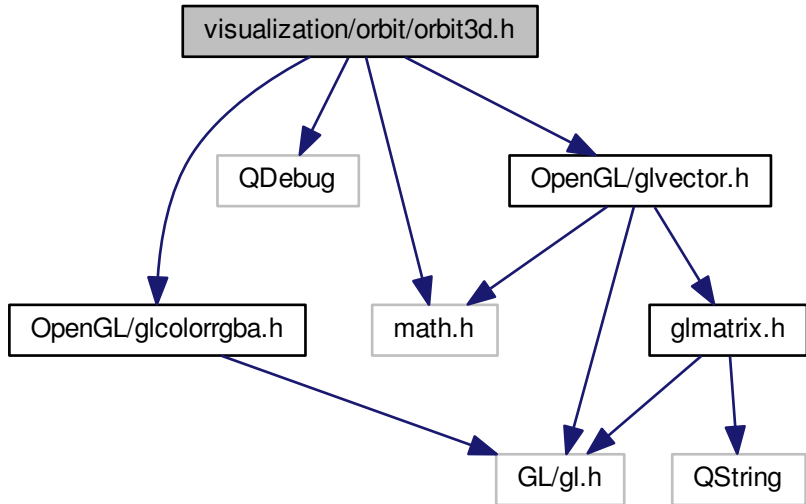 visualization/orbit/orbit3d.h
QDebug
OpenGL/glvector.h
OpenGL/glcolorrgba.h
math.h
glmatrix.h
GL/gl.h
QString